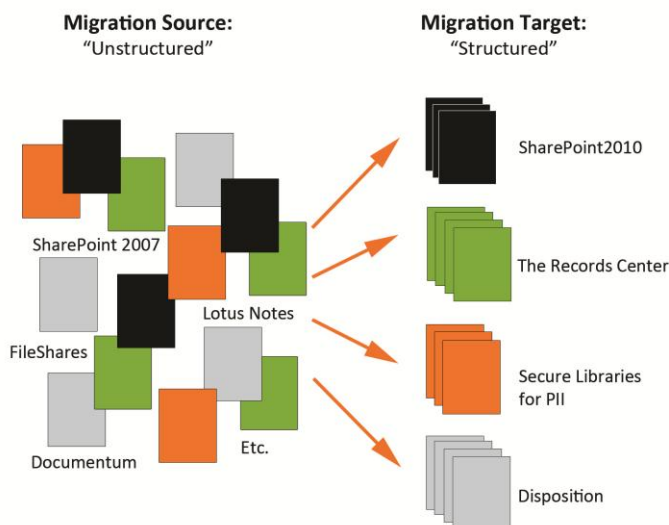 Migration Source:
“Unstructured”
SharePoint 2007
Lotus Notes
FileShares
Documentum
Etc.
Migration Target:
“Structured”
SharePoint2010
The Records Center
Secure Libraries
for PII
Disposition